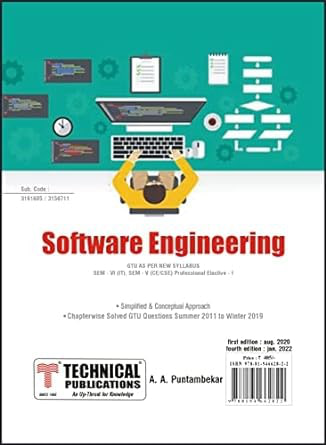 Sub. Code :
3161605 / 3150711
Software Engineering
GTU AS PER NEW SYLLABUS
SEM - VI (IT), SEM - V (CE/CSE) Professional Elective - I
• Simplified & Conceptual Approach
• Chapterwise Solved GTU Questions Summer 2011 to Winter 2019
first edition : aug. 2020
fourth edition : jan. 2022
TECHNICAL
PUBLICATIONS
SINCE 1993
An Up-Thrust for Knowledge
A. A. Puntambekar